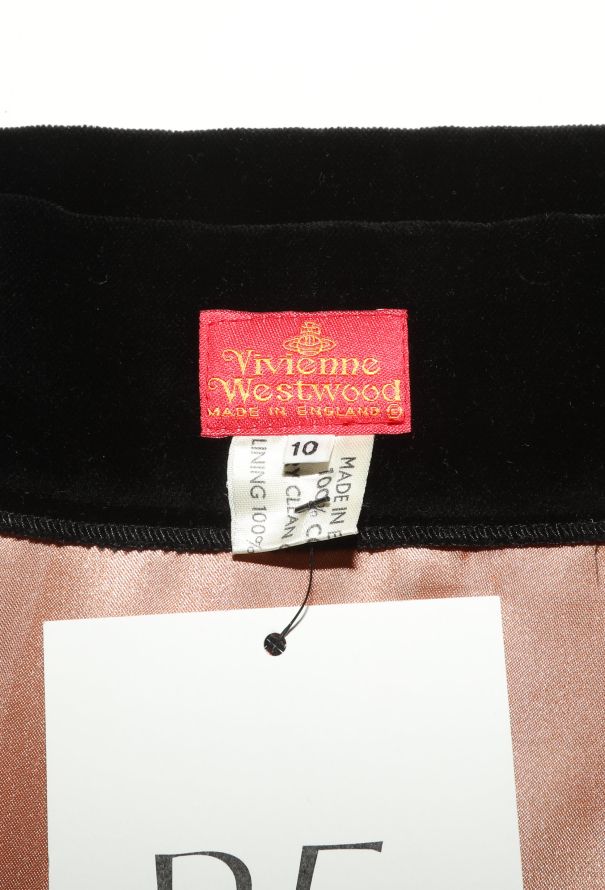 Vivienne
Westwood
MADE IN ENGLAND
10
MADE IN
100%
CLEAN
LINING 100%